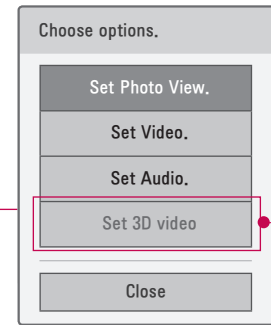 Choose options.
Set Photo View.
Set Video.
Set Audio.
Set 3D video
Close